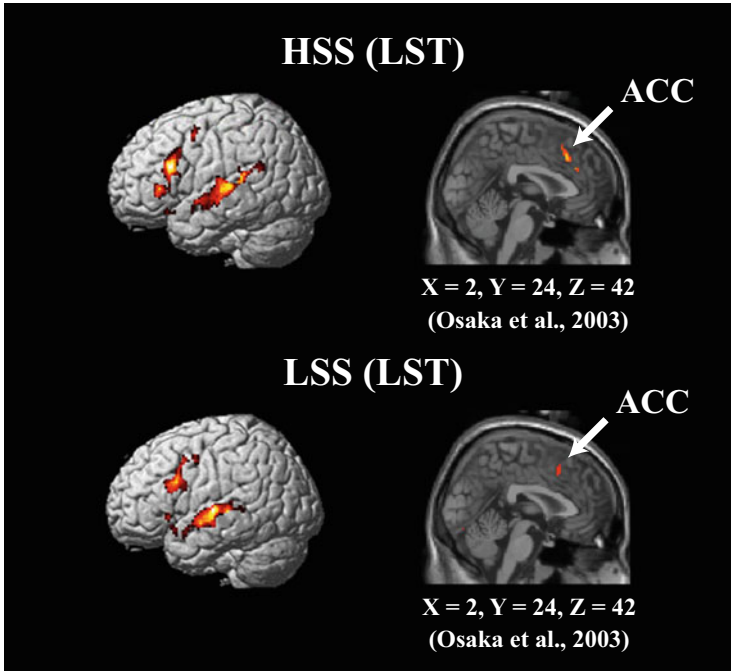 HSS (LST)
ACC
X = 2, Y = 24, Z = 42
(Osaka et al., 2003)
LSS (LST)
ACC
X = 2, Y = 24, Z = 42
(Osaka et al., 2003)